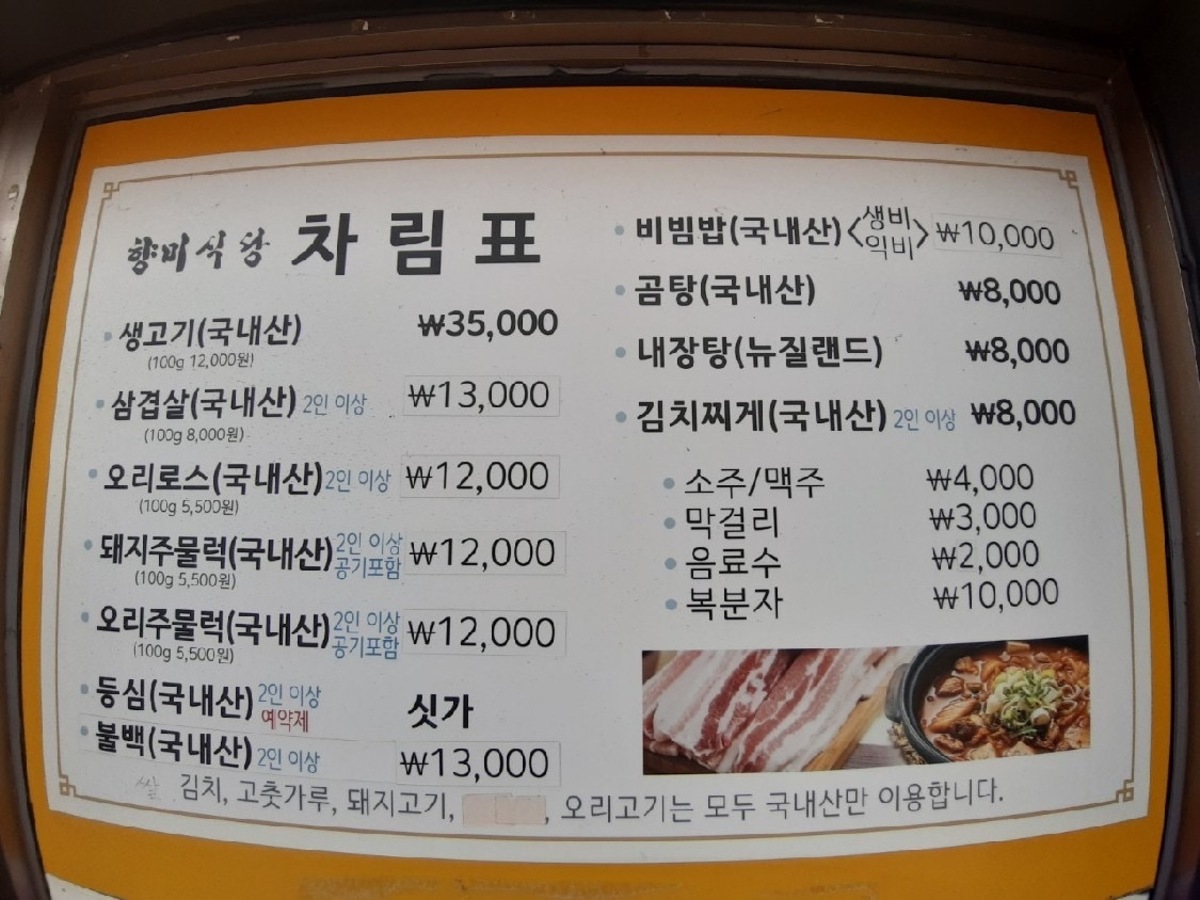 향미식당 차림표
생고기(국내산) ₩35,000
(100g 12,000원)
삼겹살(국내산) 2인 이상 ₩13,000
(100g 8,000원)
오리로스(국내산) 2인 이상 ₩12,000
(100g 5,500원)
돼지주물럭(국내산) 2인 이상 공기포함 ₩12,000
(100g 5,500원)
오리주물럭(국내산) 2인 이상 공기포함 ₩12,000
(100g 5,500원)
등심(국내산) 2인 이상 예약제 싯가
불백(국내산) 2인 이상 ₩13,000
비빔밥(국내산) <생비 익비> ₩10,000
곰탕(국내산) ₩8,000
내장탕(뉴질랜드) ₩8,000
김치찌게(국내산) 2인 이상 ₩8,000
소주/맥주 ₩4,000
막걸리 ₩3,000
음료수 ₩2,000
복분자 ₩10,000
쌀 김치, 고춧가루, 돼지고기, , 오리고기는 모두 국내산만 이용합니다.